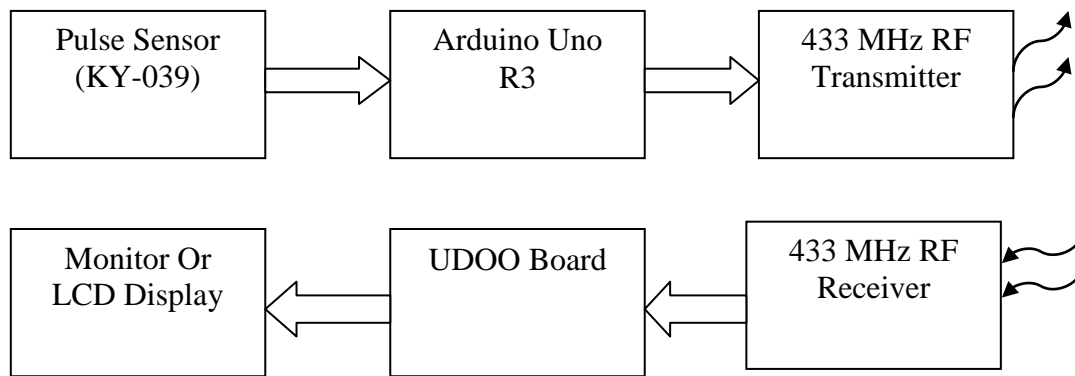 Pulse Sensor
(KY-039)
Arduino Uno
R3
433 MHz RF
Transmitter
Monitor Or
LCD Display
UDOO Board
433 MHz RF
Receiver